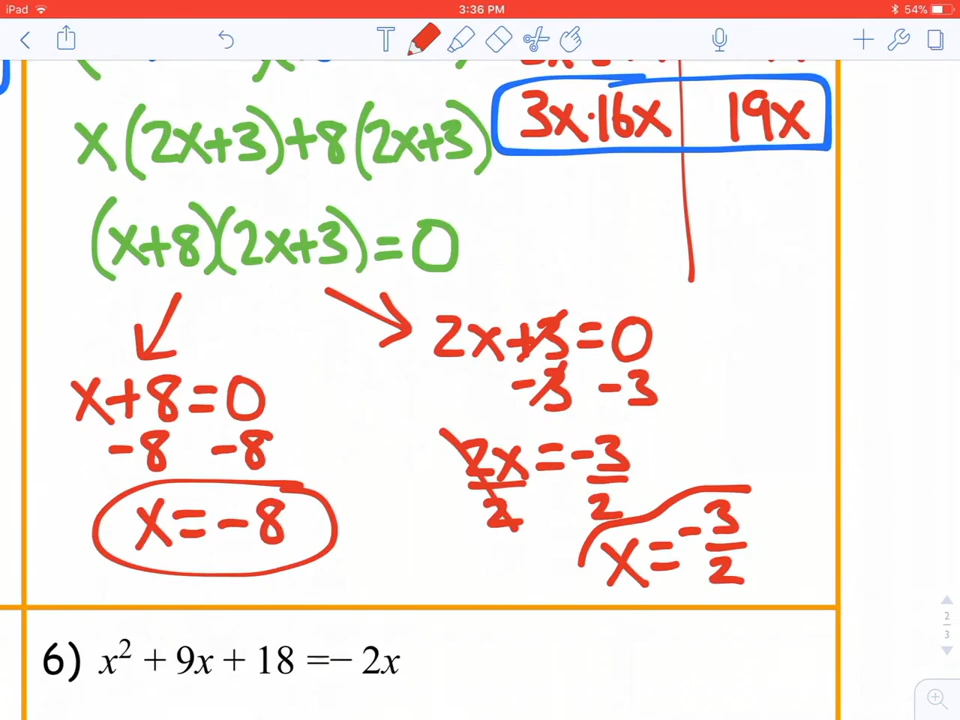 iPad 3:36 PM 54%
T
x(2x+3)+8(2x+3)
3x·16x 19x
(x+8)(2x+3)=0
2x+3=0
-3 -3
x+8=0
-8 -8
2x/2=-3/2
x=-8
x=-3/2
6) x² + 9x + 18 =− 2x
2
3